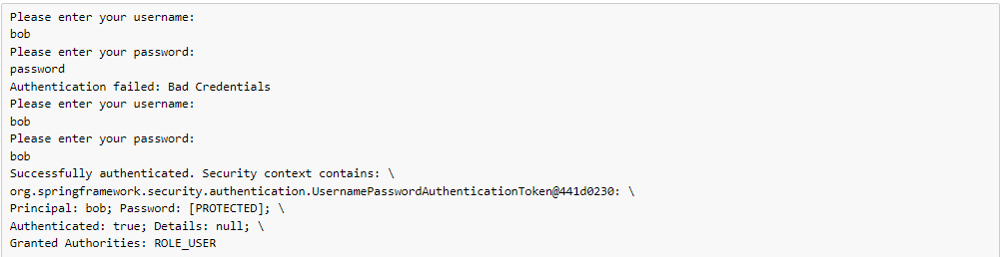 Please enter your username:
bob
Please enter your password:
password
Authentication failed: Bad Credentials
Please enter your username:
bob
Please enter your password:
bob
Successfully authenticated. Security context contains: \
org.springframework.security.authentication.UsernamePasswordAuthenticationToken@441d0230: \
Principal: bob; Password: [PROTECTED]; \
Authenticated: true; Details: null; \
Granted Authorities: ROLE_USER